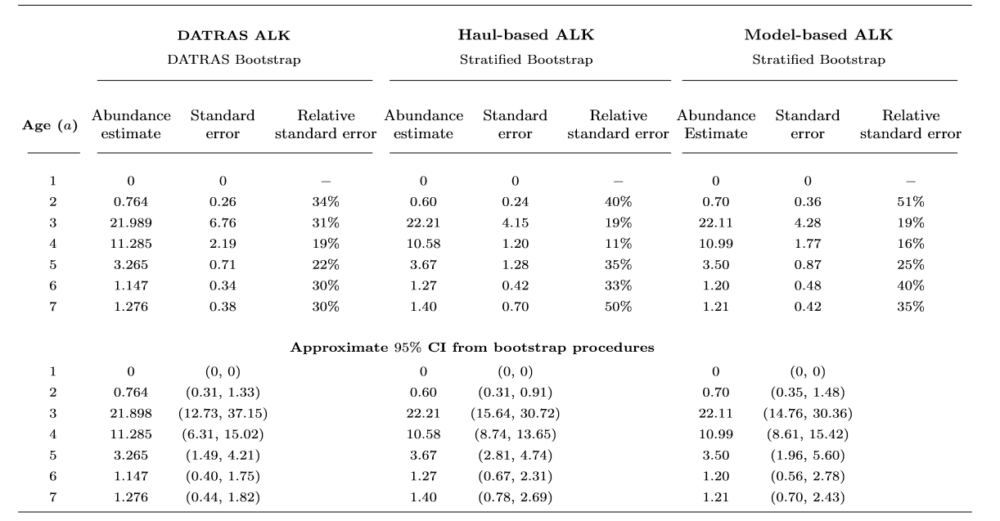 DATRAS ALK Haul-based ALK Model-based ALK
DATRAS Bootstrap Stratified Bootstrap Stratified Bootstrap
Age (a) Abundance estimate Standard error Relative standard error Abundance estimate Standard error Relative standard error Abundance Estimate Standard error Relative standard error
1 0 0 − 0 0 − 0 0 −
2 0.764 0.26 34% 0.60 0.24 40% 0.70 0.36 51%
3 21.989 6.76 31% 22.21 4.15 19% 22.11 4.28 19%
4 11.285 2.19 19% 10.58 1.20 11% 10.99 1.77 16%
5 3.265 0.71 22% 3.67 1.28 35% 3.50 0.87 25%
6 1.147 0.34 30% 1.27 0.42 33% 1.20 0.48 40%
7 1.276 0.38 30% 1.40 0.70 50% 1.21 0.42 35%
Approximate 95% CI from bootstrap procedures
1 0 (0, 0) 0 (0, 0) 0 (0, 0)
2 0.764 (0.31, 1.33) 0.60 (0.31, 0.91) 0.70 (0.35, 1.48)
3 21.898 (12.73, 37.15) 22.21 (15.64, 30.72) 22.11 (14.76, 30.36)
4 11.285 (6.31, 15.02) 10.58 (8.74, 13.65) 10.99 (8.61, 15.42)
5 3.265 (1.49, 4.21) 3.67 (2.81, 4.74) 3.50 (1.96, 5.60)
6 1.147 (0.40, 1.75) 1.27 (0.67, 2.31) 1.20 (0.56, 2.78)
7 1.276 (0.44, 1.82) 1.40 (0.78, 2.69) 1.21 (0.70, 2.43)